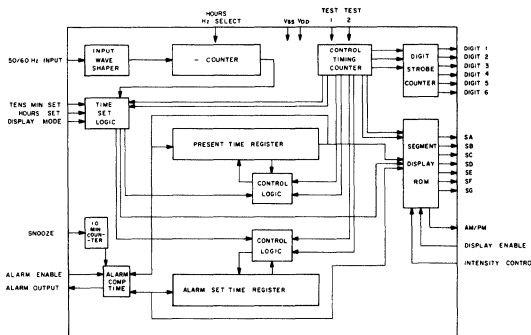 HOURS
Hz SELECT
VSS VDD
TEST TEST
1 2
50/60 Hz INPUT
INPUT
WAVE
SHAPER
— COUNTER
CONTROL
TIMING
COUNTER
DIGIT
STROBE
COUNTER
DIGIT 1
DIGIT 2
DIGIT 3
DIGIT 4
DIGIT 5
DIGIT 6
TENS MIN SET
HOURS SET
DISPLAY MODE
TIME
SET
LOGIC
PRESENT TIME REGISTER
CONTROL
LOGIC
SEGMENT
DISPLAY
ROM
SA
SB
SC
SD
SE
SF
SG
AM/PM
DISPLAY ENABLE
INTENSITY CONTROL
SNOOZE
10
MIN
COUN-
TER
CONTROL
LOGIC
ALARM ENABLE
ALARM OUTPUT
ALARM
COMP
TIME
ALARM SET TIME REGISTER